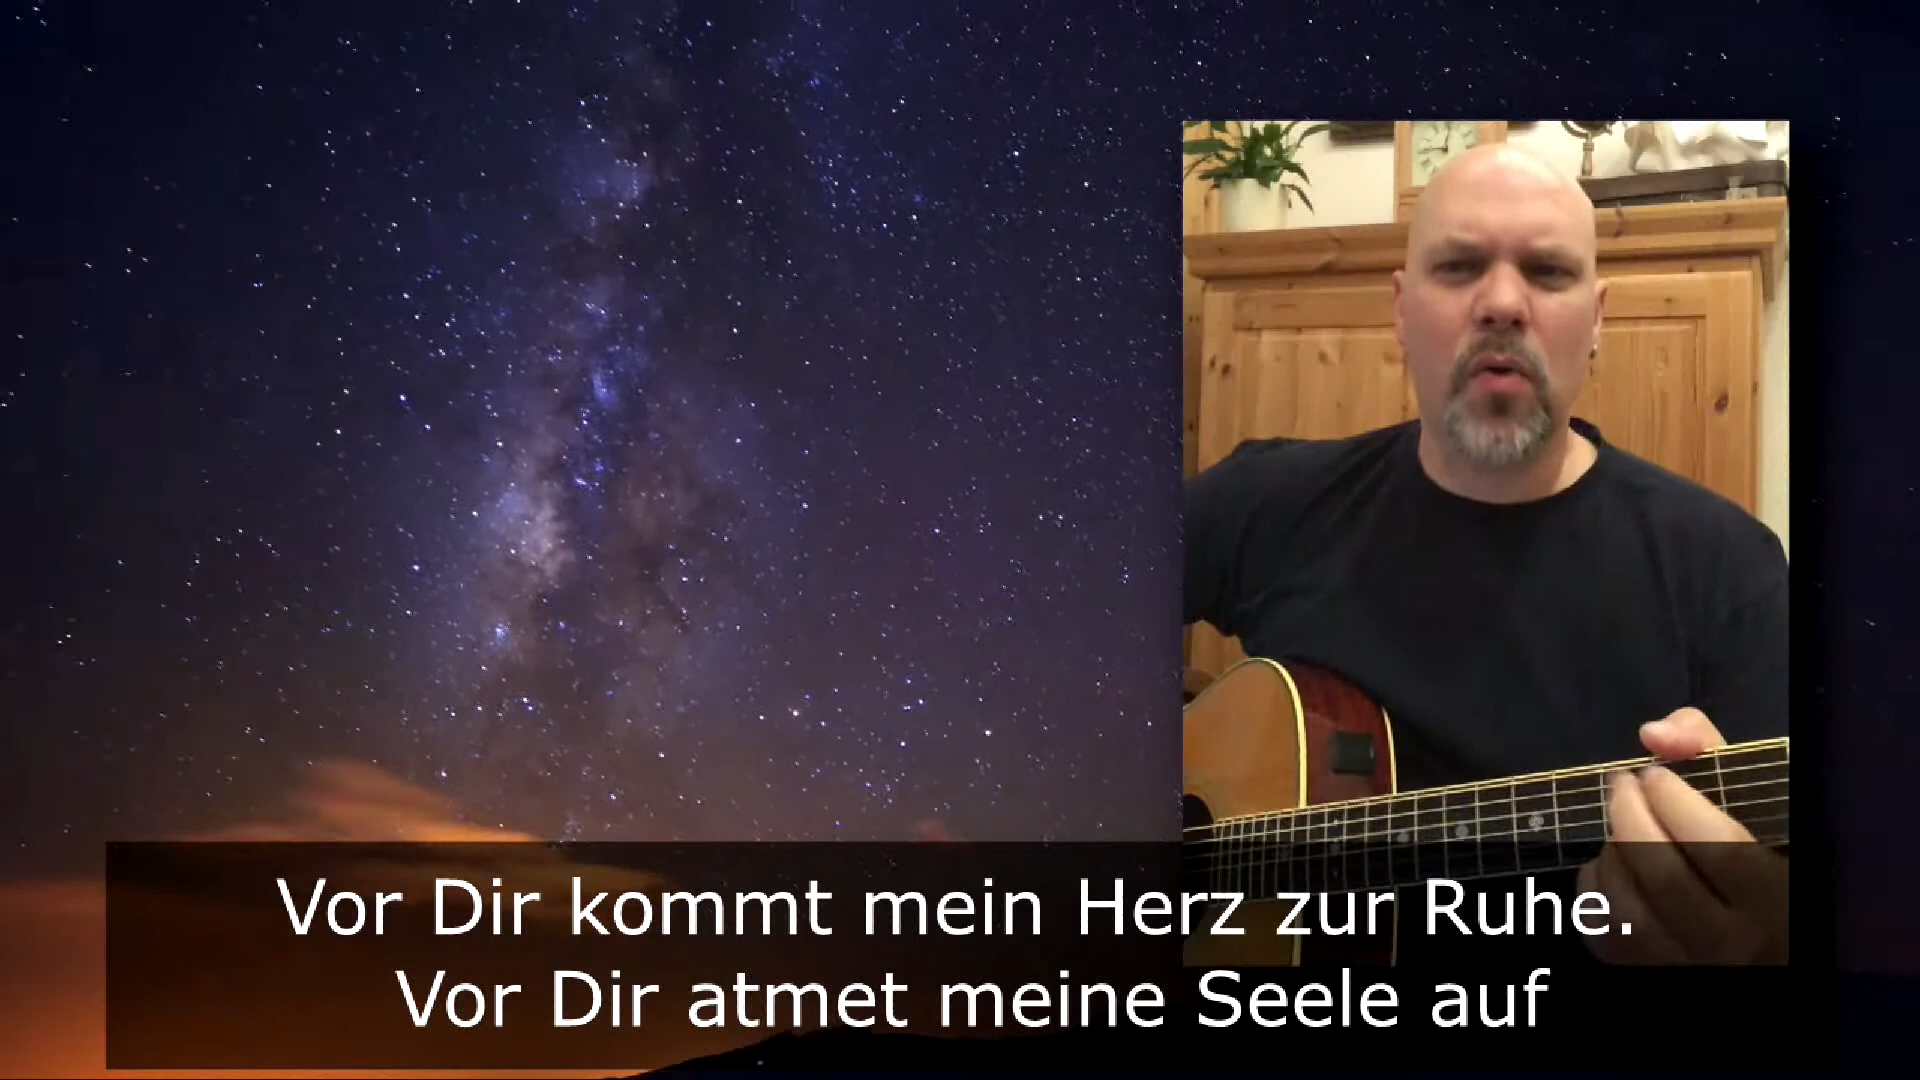 Vor Dir kommt mein Herz zur Ruhe.
Vor Dir atmet meine Seele auf